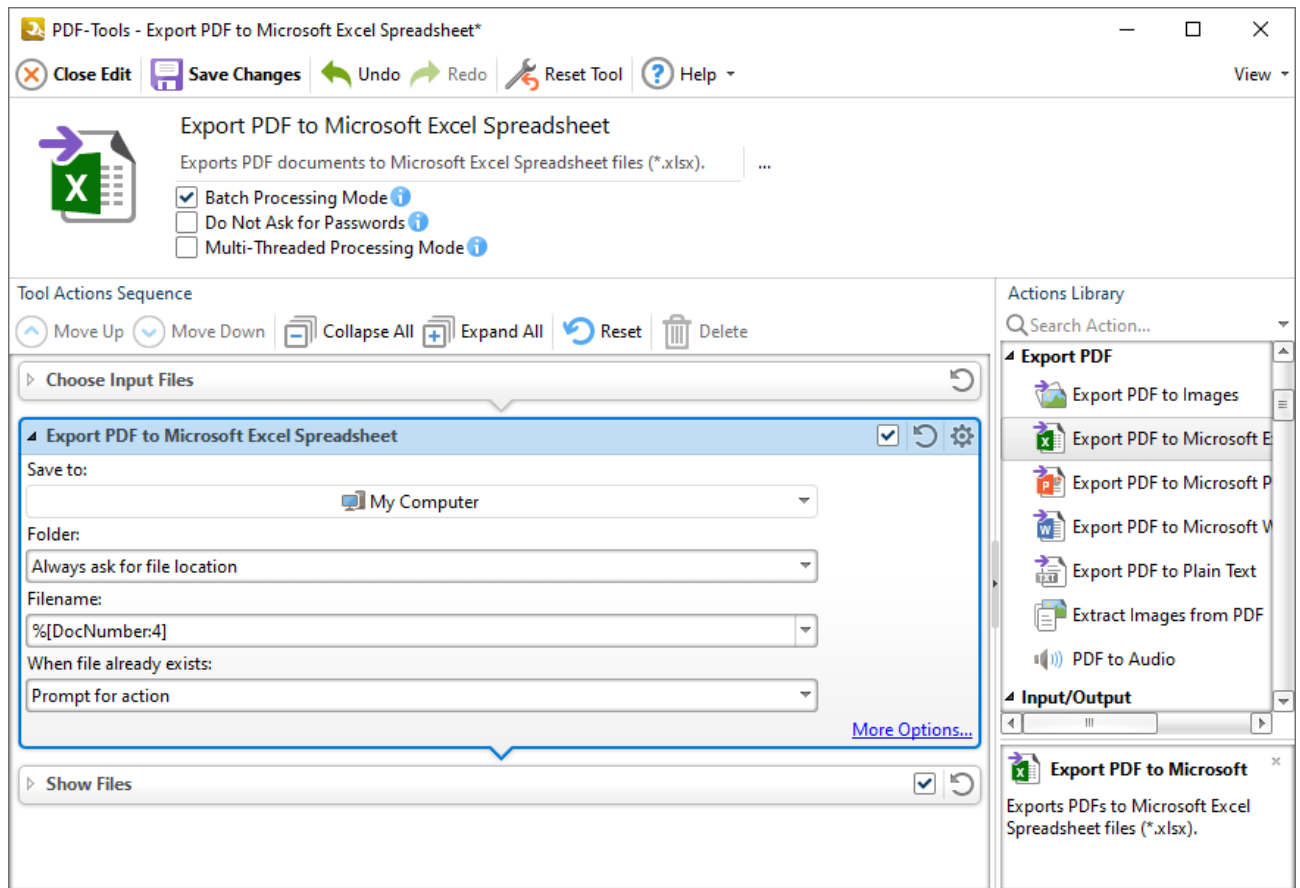 PDF-Tools - Export PDF to Microsoft Excel Spreadsheet*
Close Edit Save Changes Undo Redo Reset Tool ? Help View
Export PDF to Microsoft Excel Spreadsheet
Exports PDF documents to Microsoft Excel Spreadsheet files (*.xlsx). ...
Batch Processing Mode
Do Not Ask for Passwords
Multi-Threaded Processing Mode
Tool Actions Sequence
Move Up Move Down Collapse All Expand All Reset Delete
Choose Input Files
Export PDF to Microsoft Excel Spreadsheet
Save to:
My Computer
Folder:
Always ask for file location
Filename:
%[DocNumber:4]
When file already exists:
Prompt for action
More Options...
Show Files
Actions Library
Search Action...
Export PDF
Export PDF to Images
Export PDF to Microsoft E
Export PDF to Microsoft P
Export PDF to Microsoft W
Export PDF to Plain Text
Extract Images from PDF
PDF to Audio
Input/Output
Export PDF to Microsoft
Exports PDFs to Microsoft Excel
Spreadsheet files (*.xlsx).